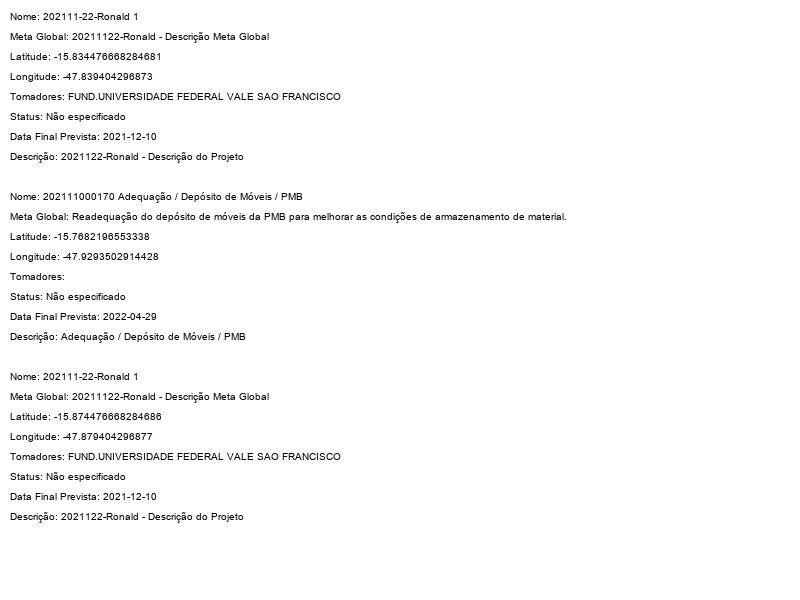 Nome: 202111-22-Ronald 1
Meta Global: 20211122-Ronald - Descrição Meta Global
Latitude: -15.834476668284681
Longitude: -47.839404296873
Tomadores: FUND.UNIVERSIDADE FEDERAL VALE SAO FRANCISCO
Status: Não especificado
Data Final Prevista: 2021-12-10
Descrição: 2021122-Ronald - Descrição do Projeto
Nome: 202111000170 Adequação / Depósito de Móveis / PMB
Meta Global: Readequação do depósito de móveis da PMB para melhorar as condições de armazenamento de material.
Latitude: -15.7682196553338
Longitude: -47.9293502914428
Tomadores:
Status: Não especificado
Data Final Prevista: 2022-04-29
Descrição: Adequação / Depósito de Móveis / PMB
Nome: 202111-22-Ronald 1
Meta Global: 20211122-Ronald - Descrição Meta Global
Latitude: -15.874476668284686
Longitude: -47.879404296877
Tomadores: FUND.UNIVERSIDADE FEDERAL VALE SAO FRANCISCO
Status: Não especificado
Data Final Prevista: 2021-12-10
Descrição: 2021122-Ronald - Descrição do Projeto